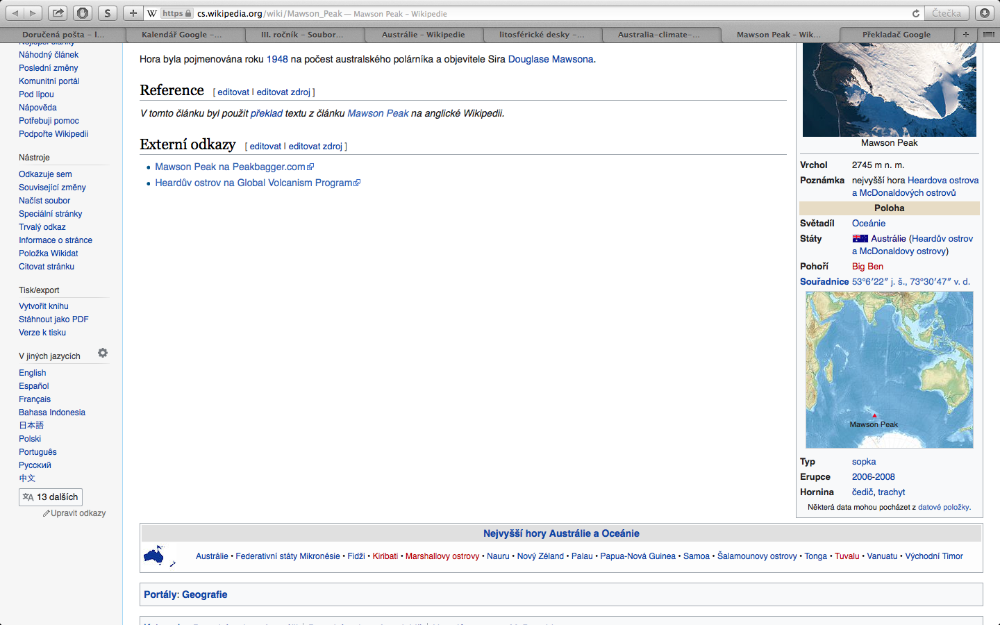 https cs.wikipedia.org/wiki/Mawson_Peak — Mawson Peak – Wikipedie
Čtečka
Doručená pošta – l...
Kalendář Google –...
III. ročník – Soubor...
Austrálie – Wikipedie
litosférické desky –...
Australia-climate-...
Mawson Peak – Wik...
Překladač Google
Nejlepší články
Náhodný článek
Poslední změny
Komunitní portál
Pod lípou
Nápověda
Potřebuji pomoc
Podpořte Wikipedii
Nástroje
Odkazuje sem
Související změny
Načíst soubor
Speciální stránky
Trvalý odkaz
Informace o stránce
Položka Wikidat
Citovat stránku
Tisk/export
Vytvořit knihu
Stáhnout jako PDF
Verze k tisku
V jiných jazycích
English
Español
Français
Bahasa Indonesia
日本語
Polski
Português
Русский
中文
13 dalších
Upravit odkazy
Hora byla pojmenována roku 1948 na počest australského polárníka a objevitele Sira Douglase Mawsona.
Reference [ editovat | editovat zdroj ]
V tomto článku byl použit překlad textu z článku Mawson Peak na anglické Wikipedii.
Externí odkazy [ editovat | editovat zdroj ]
• Mawson Peak na Peakbagger.com
• Heardův ostrov na Global Volcanism Program
Mawson Peak
Vrchol 2745 m n. m.
Poznámka nejvyšší hora Heardova ostrova
a McDonaldových ostrovů
Poloha
Světadíl Oceánie
Státy Austrálie (Heardův ostrov
a McDonaldovy ostrovy)
Pohoří Big Ben
Souřadnice 53°6′22″ j. š., 73°30′47″ v. d.
Mawson Peak
Typ sopka
Erupce 2006-2008
Hornina čedič, trachyt
Některá data mohou pocházet z datové položky.
Nejvyšší hory Austrálie a Oceánie
Austrálie • Federativní státy Mikronésie • Fidži • Kiribati • Marshallovy ostrovy • Nauru • Nový Zéland • Palau • Papua-Nová Guinea • Samoa • Šalamounovy ostrovy • Tonga • Tuvalu • Vanuatu • Východní Timor
Portály: Geografie